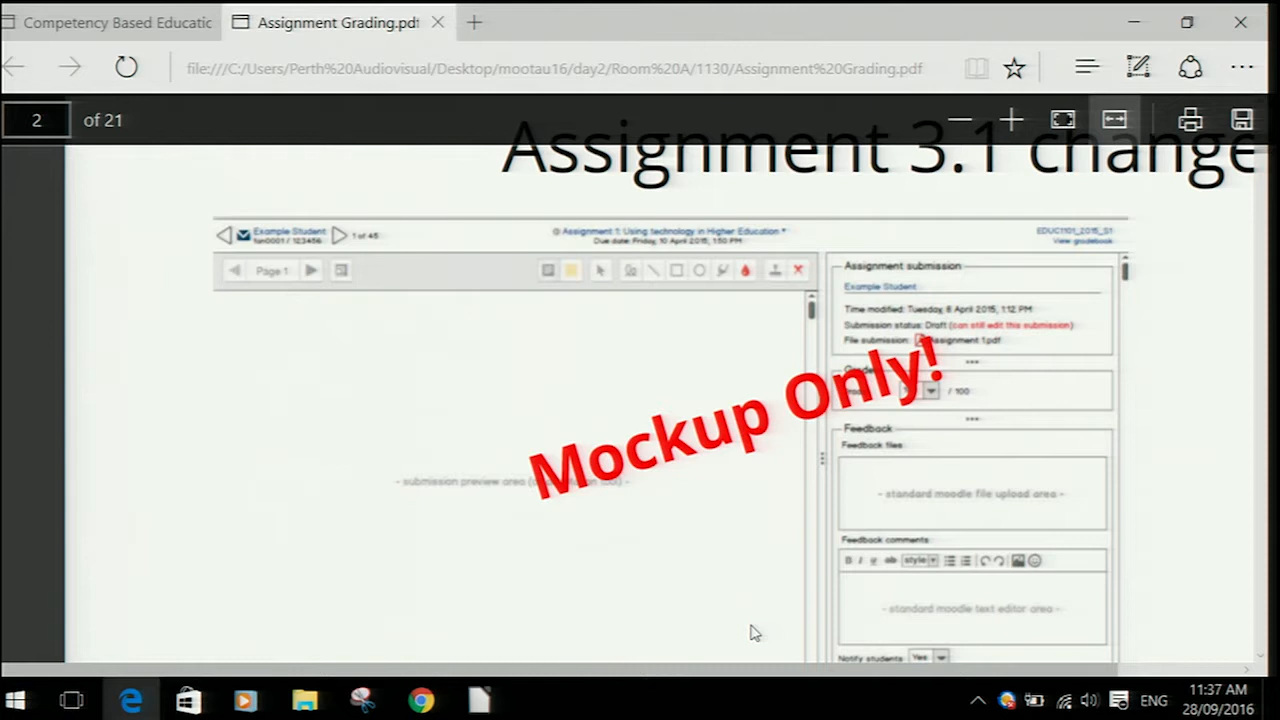 Competency Based Educatic
Assignment Grading.pdf
file:///C:/Users/Perth%20Audiovisual/Desktop/mootau16/day2/Room%20A/1130/Assignment%20Grading.pdf
2 of 21
Assignment 3.1 change
Example Student
1 of 45
Assignment 1: Using technology in Higher Education
Due date: Friday, 10 April 2015, 1:50 PM
EDUC1101_2015_S1
View gradebook
Page 1
Assignment submission
Example Student
Time modified: Tuesday, 8 April 2015, 1:12 PM
Submission status: Draft (can still edit this submission)
File submission: Assignment 1.pdf
/ 100
Mockup Only!
Feedback
Feedback files
- submission preview area
- standard moodle file upload area -
Feedback comments
B I U ab style
- standard moodle text editor area -
Notify students Yes
ENG
11:37 AM
28/09/2016